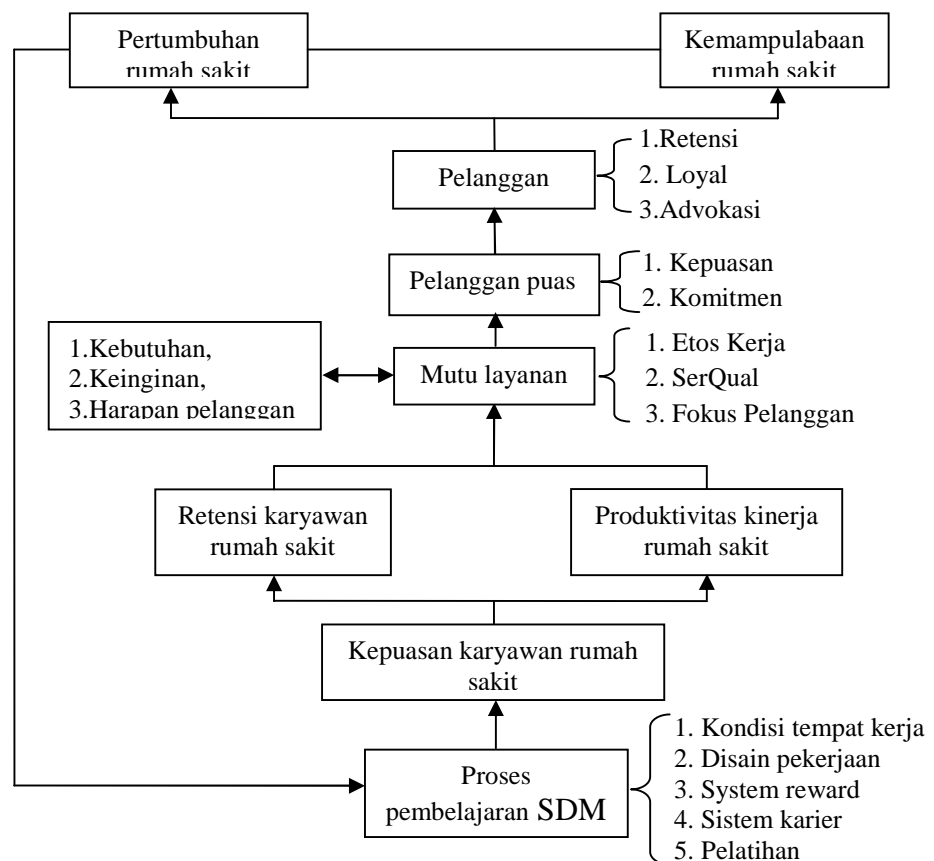 Pertumbuhan
rumah sakit
Kemampulabaan
rumah sakit
Pelanggan
1.Retensi
2. Loyal
3.Advokasi
Pelanggan puas
1. Kepuasan
2. Komitmen
1.Kebutuhan,
2.Keinginan,
3.Harapan pelanggan
Mutu layanan
1. Etos Kerja
2. SerQual
3. Fokus Pelanggan
Retensi karyawan
rumah sakit
Produktivitas kinerja
rumah sakit
Kepuasan karyawan rumah
sakit
Proses
pembelajaran SDM
1. Kondisi tempat kerja
2. Disain pekerjaan
3. System reward
4. Sistem karier
5. Pelatihan